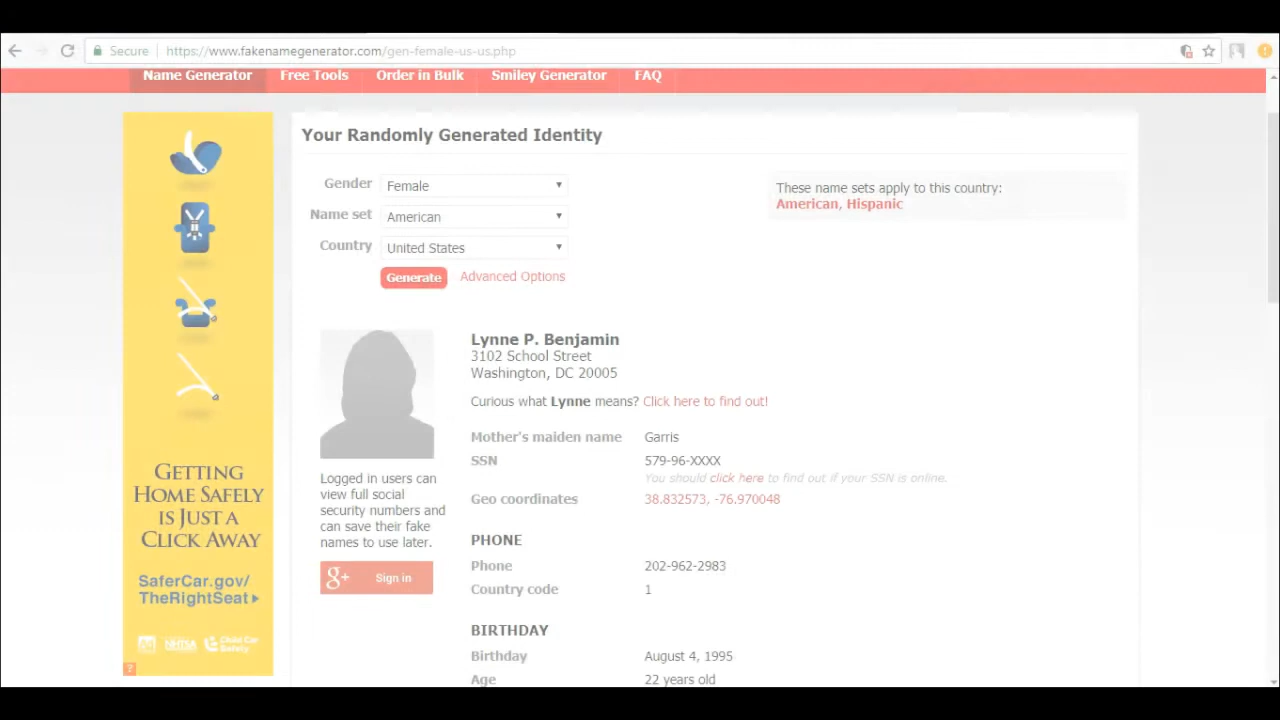 Secure https://www.fakenamegenerator.com/gen-female-us-us.php
Name Generator Free Tools Order in Bulk Smiley Generator FAQ
Your Randomly Generated Identity
Gender Female
Name set American
Country United States
Generate Advanced Options
These name sets apply to this country:
American, Hispanic
GETTING
HOME SAFELY
IS JUST A
CLICK AWAY
SaferCar.gov/
TheRightSeat
Ad NHTSA Child Car
Safety
?
Logged in users can
view full social
security numbers and
can save their fake
names to use later.
g+ Sign in
Lynne P. Benjamin
3102 School Street
Washington, DC 20005
Curious what Lynne means? Click here to find out!
Mother's maiden name Garris
SSN 579-96-XXXX
You should click here to find out if your SSN is online.
Geo coordinates 38.832573, -76.970048
PHONE
Phone 202-962-2983
Country code 1
BIRTHDAY
Birthday August 4, 1995
Age 22 years old